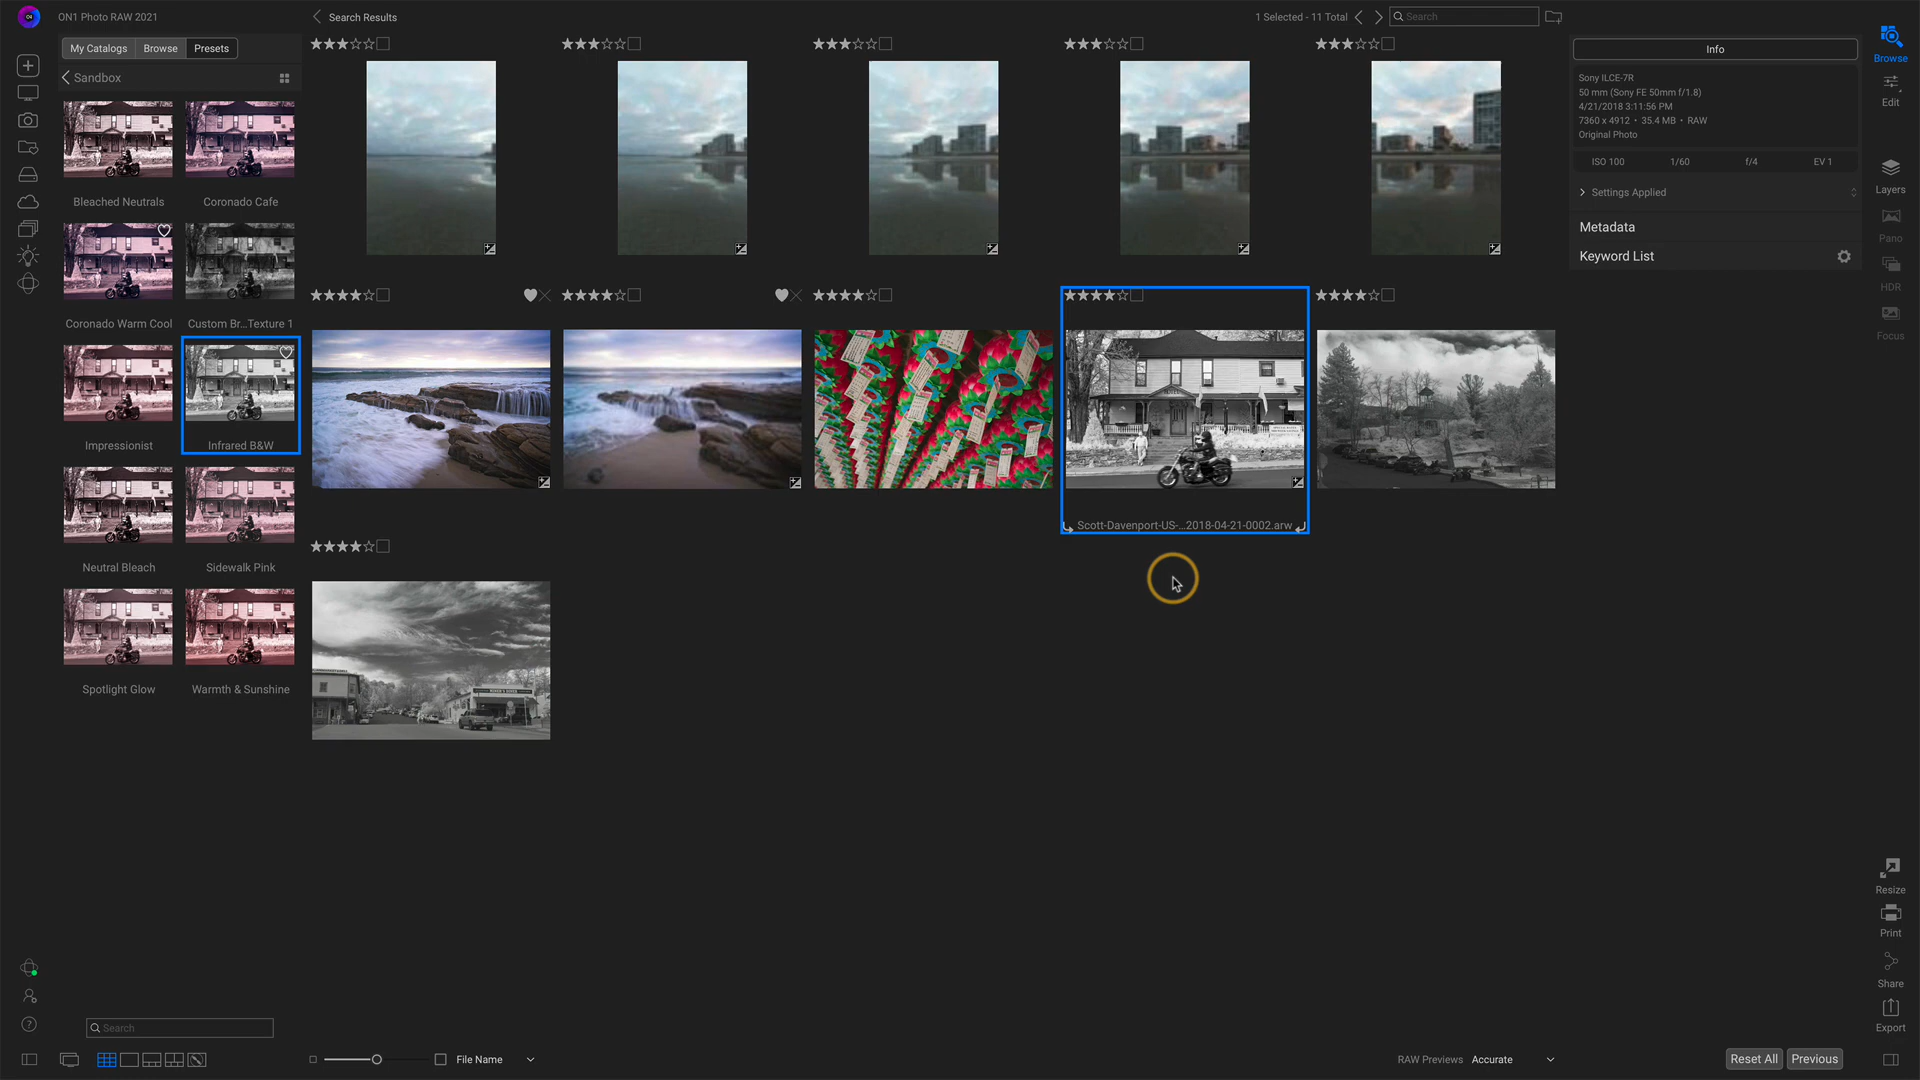 ON1 Photo RAW 2021
Search Results
1 Selected - 11 Total
Search
My Catalogs
Browse
Presets
Sandbox
Bleached Neutrals
Coronado Cafe
Coronado Warm Cool
Custom Br...Texture 1
Impressionist
Infrared B&W
Neutral Bleach
Sidewalk Pink
Spotlight Glow
Warmth & Sunshine
Scott-Davenport-US-...2018-04-21-0002.arw
Info
Sony ILCE-7R
50 mm (Sony FE 50mm f/1.8)
4/21/2018 3:11:56 PM
7360 x 4912 • 35.4 MB • RAW
Original Photo
ISO 100 1/60 f/4 EV 1
Settings Applied
Metadata
Keyword List
Browse
Edit
Layers
Pano
HDR
Focus
Resize
Print
Share
Export
Search
File Name
RAW Previews Accurate
Reset All
Previous